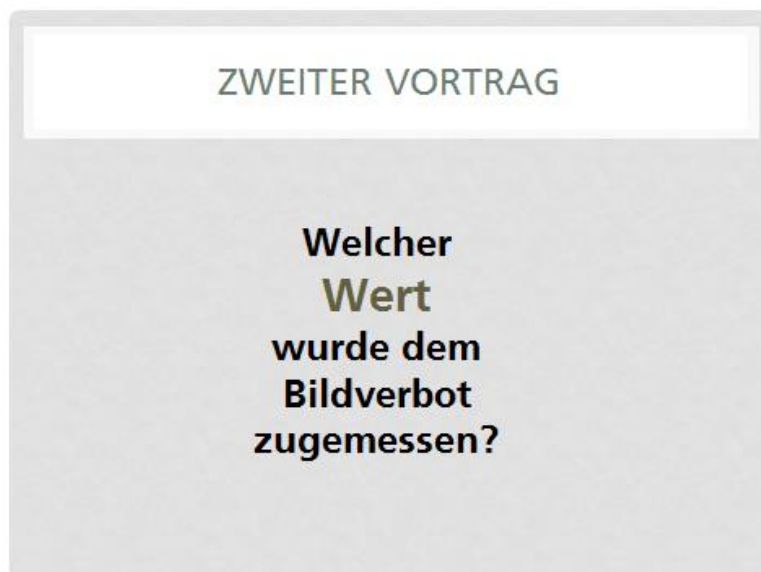 ZWEITER VORTRAG
Welcher
Wert
wurde dem
Bildverbot
zugemessen?